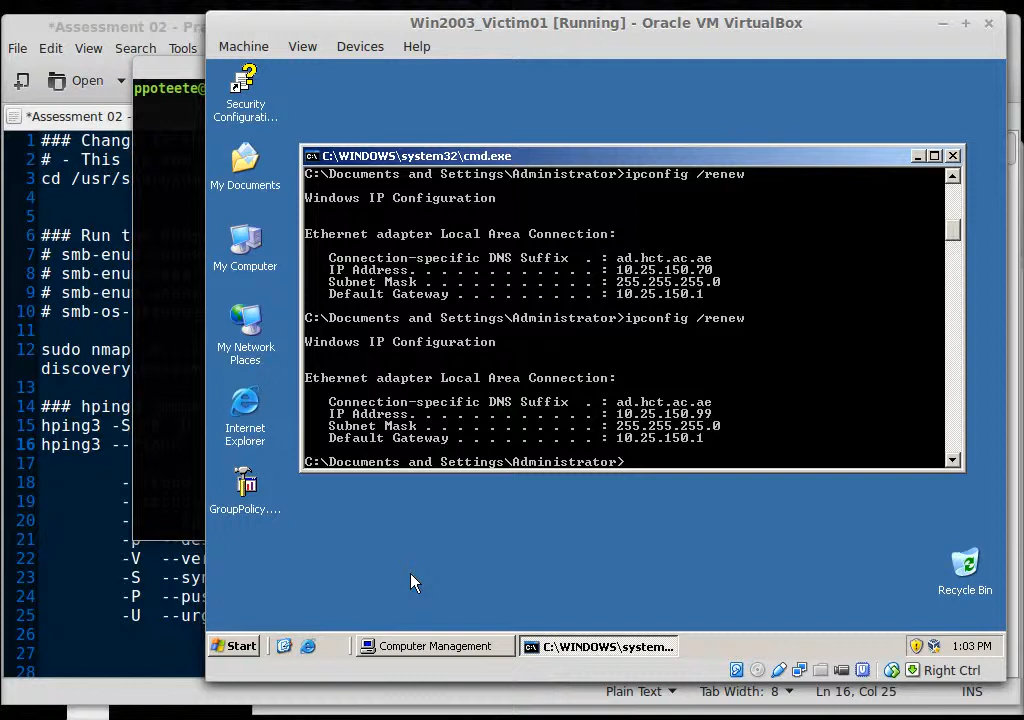 *Assessment 02 - Pra
Win2003_Victim01 [Running] - Oracle VM VirtualBox
File Edit View Search Tools
Machine View Devices Help
Open
ppoteete@
*Assessment 02 -
1 ### Chang
2 # - This
3 cd /usr/s
4
5
6 ### Run t
7 # smb-enu
8 # smb-enu
9 # smb-enu
10 # smb-os-
11
12 sudo nmap
discovery
13
14 ### hping
15 hping3 -S
16 hping3 --
17
18 -
19 -
20 -
21 -p --de
22 -V --ve
23 -S --sy
24 -P --pu
25 -U --ur
26
27
28
Security
Configurati...
My Documents
My Computer
My Network
Places
Internet
Explorer
GroupPolicy....
Recycle Bin
C:\WINDOWS\system32\cmd.exe
C:\Documents and Settings\Administrator>ipconfig /renew
Windows IP Configuration
Ethernet adapter Local Area Connection:
Connection-specific DNS Suffix . : ad.hct.ac.ae
IP Address. . . . . . . . . . . . : 10.25.150.70
Subnet Mask . . . . . . . . . . . : 255.255.255.0
Default Gateway . . . . . . . . . : 10.25.150.1
C:\Documents and Settings\Administrator>ipconfig /renew
Windows IP Configuration
Ethernet adapter Local Area Connection:
Connection-specific DNS Suffix . : ad.hct.ac.ae
IP Address. . . . . . . . . . . . : 10.25.150.99
Subnet Mask . . . . . . . . . . . : 255.255.255.0
Default Gateway . . . . . . . . . : 10.25.150.1
C:\Documents and Settings\Administrator>
Start
Computer Management
C:\WINDOWS\system...
1:03 PM
Right Ctrl
Plain Text Tab Width: 8 Ln 16, Col 25 INS